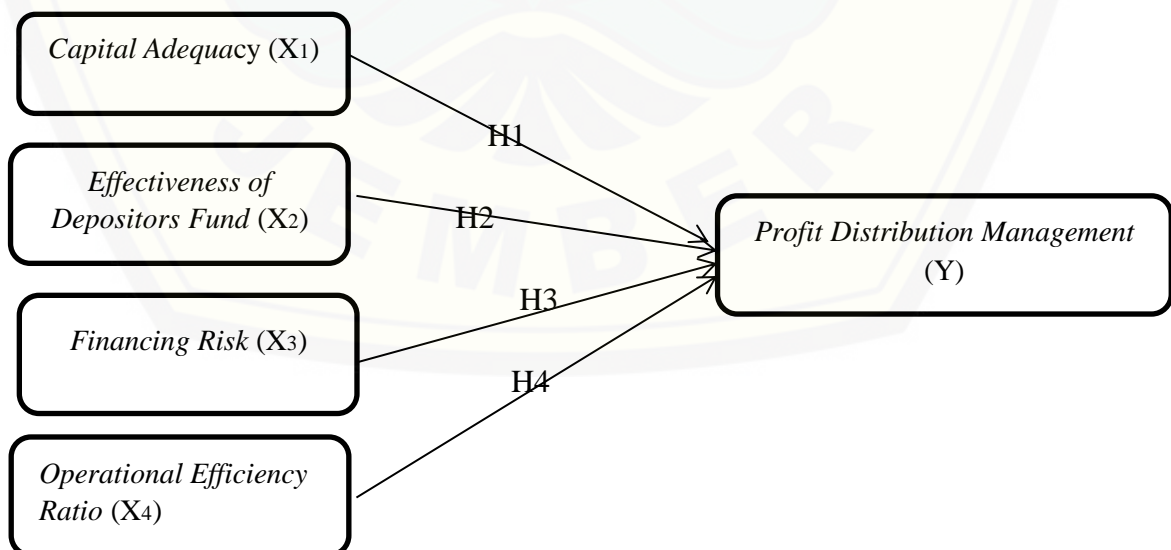 Capital Adequacy (X1)
H1
Effectiveness of
Depositors Fund (X2)
H2
Profit Distribution Management
(Y)
H3
Financing Risk (X3)
H4
Operational Efficiency
Ratio (X4)
JEMBER